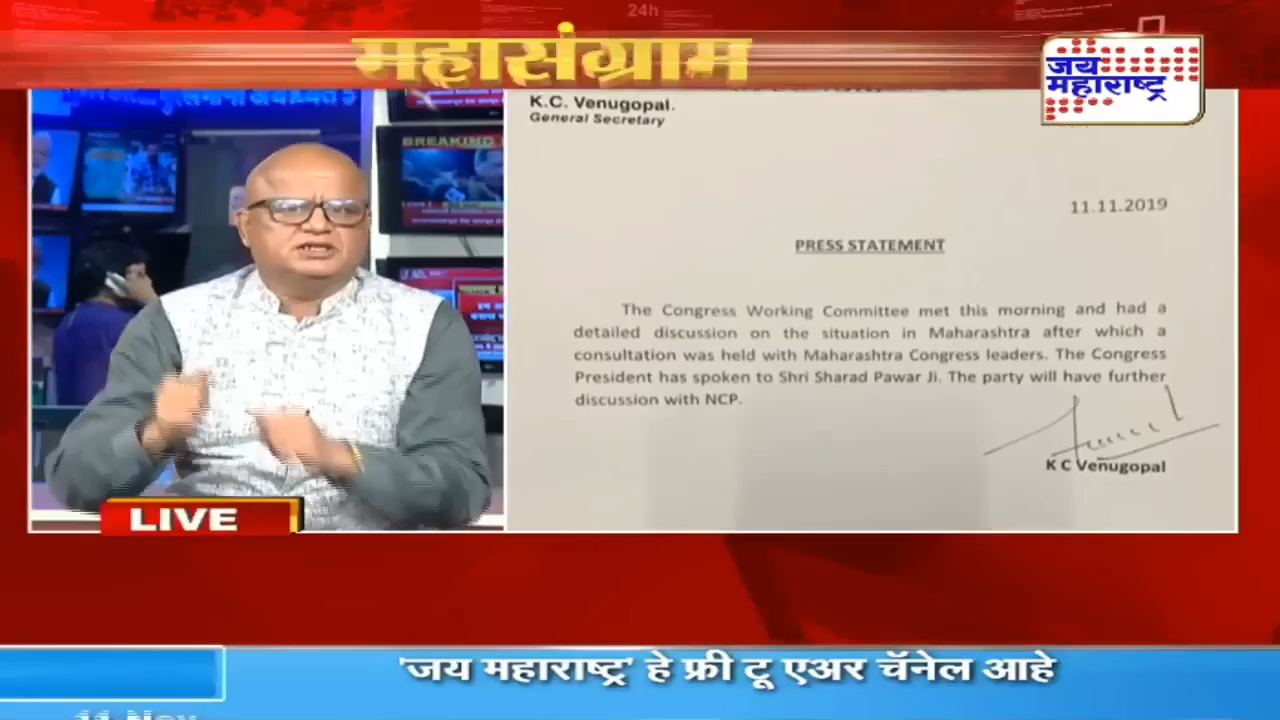 24h
महासंग्राम
जय
महाराष्ट्र
K.C. Venugopal.
General Secretary
BREAKING
11.11.2019
PRESS STATEMENT
The Congress Working Committee met this morning and had a
detailed discussion on the situation in Maharashtra after which a
consultation was held with Maharashtra Congress leaders. The Congress
President has spoken to Shri Sharad Pawar Ji. The party will have further
discussion with NCP.
K C Venugopal
LIVE
'जय महाराष्ट्र' हे फ्री टू एअर चॅनेल आहे
11 Nov